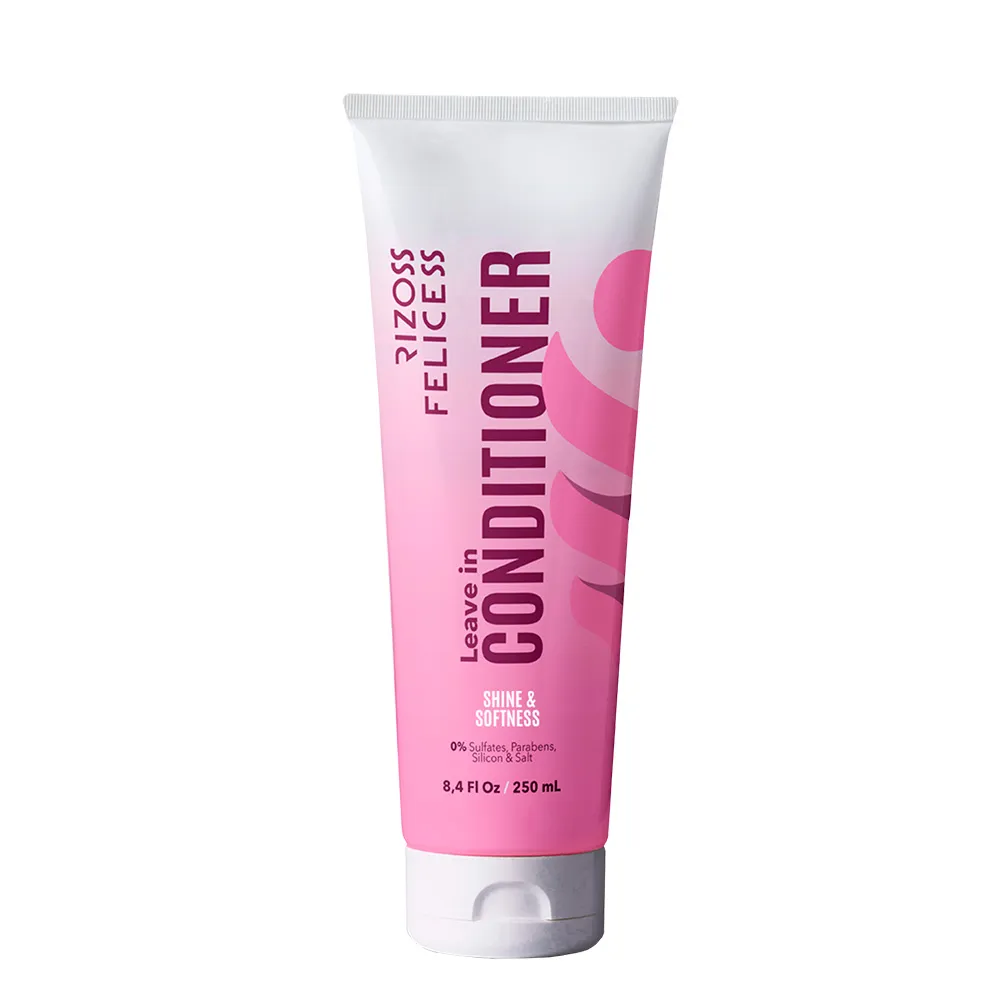 RIZOSS
FELICESS
Leave in
CONDITIONER
SHINE &
SOFTNESS
0% Sulfates, Parabens,
Silicon & Salt
8,4 Fl Oz / 250 mL